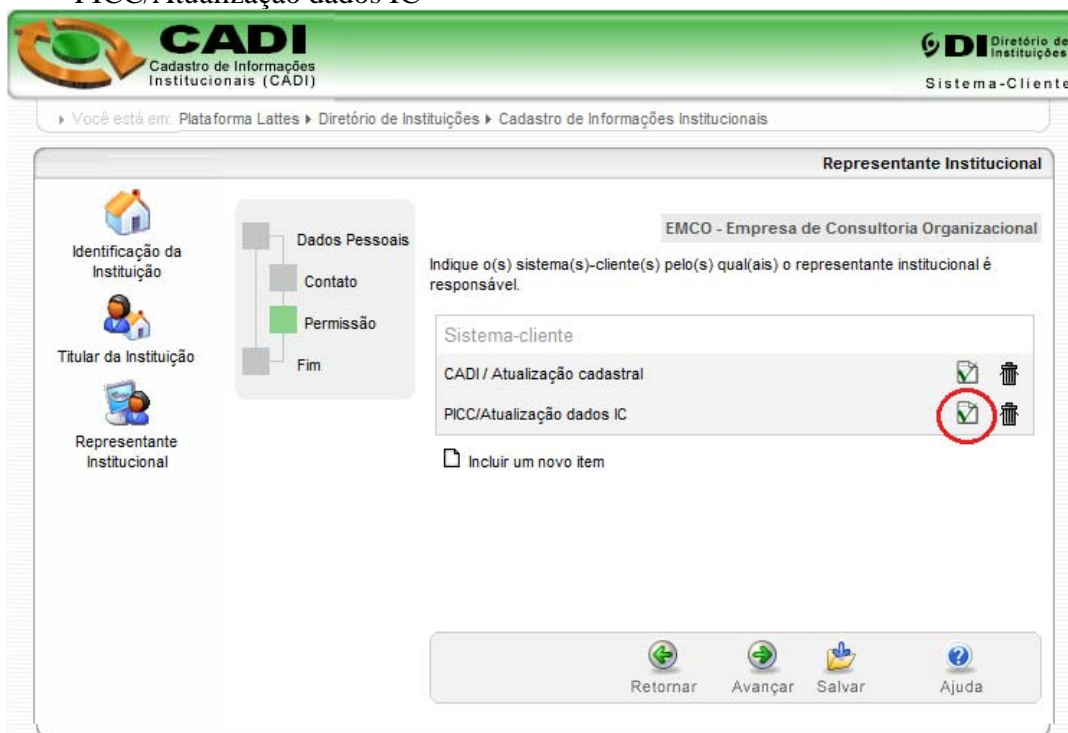 PICC/Atualização dados IC
CADI
Cadastro de Informações
Institucionais (CADI)
DI Diretório de
Instituições
Sistema-Cliente
Você está em: Plataforma Lattes Diretório de Instituições Cadastro de Informações Institucionais
Representante Institucional
Identificação da
Instituição
Titular da Instituição
Representante
Institucional
Dados Pessoais
Contato
Permissão
Fim
EMCO - Empresa de Consultoria Organizacional
Indique o(s) sistema(s)-cliente(s) pelo(s) qual(ais) o representante institucional é
responsável.
Sistema-cliente
CADI / Atualização cadastral
PICC/Atualização dados IC
Incluir um novo item
Retornar
Avançar
Salvar
Ajuda